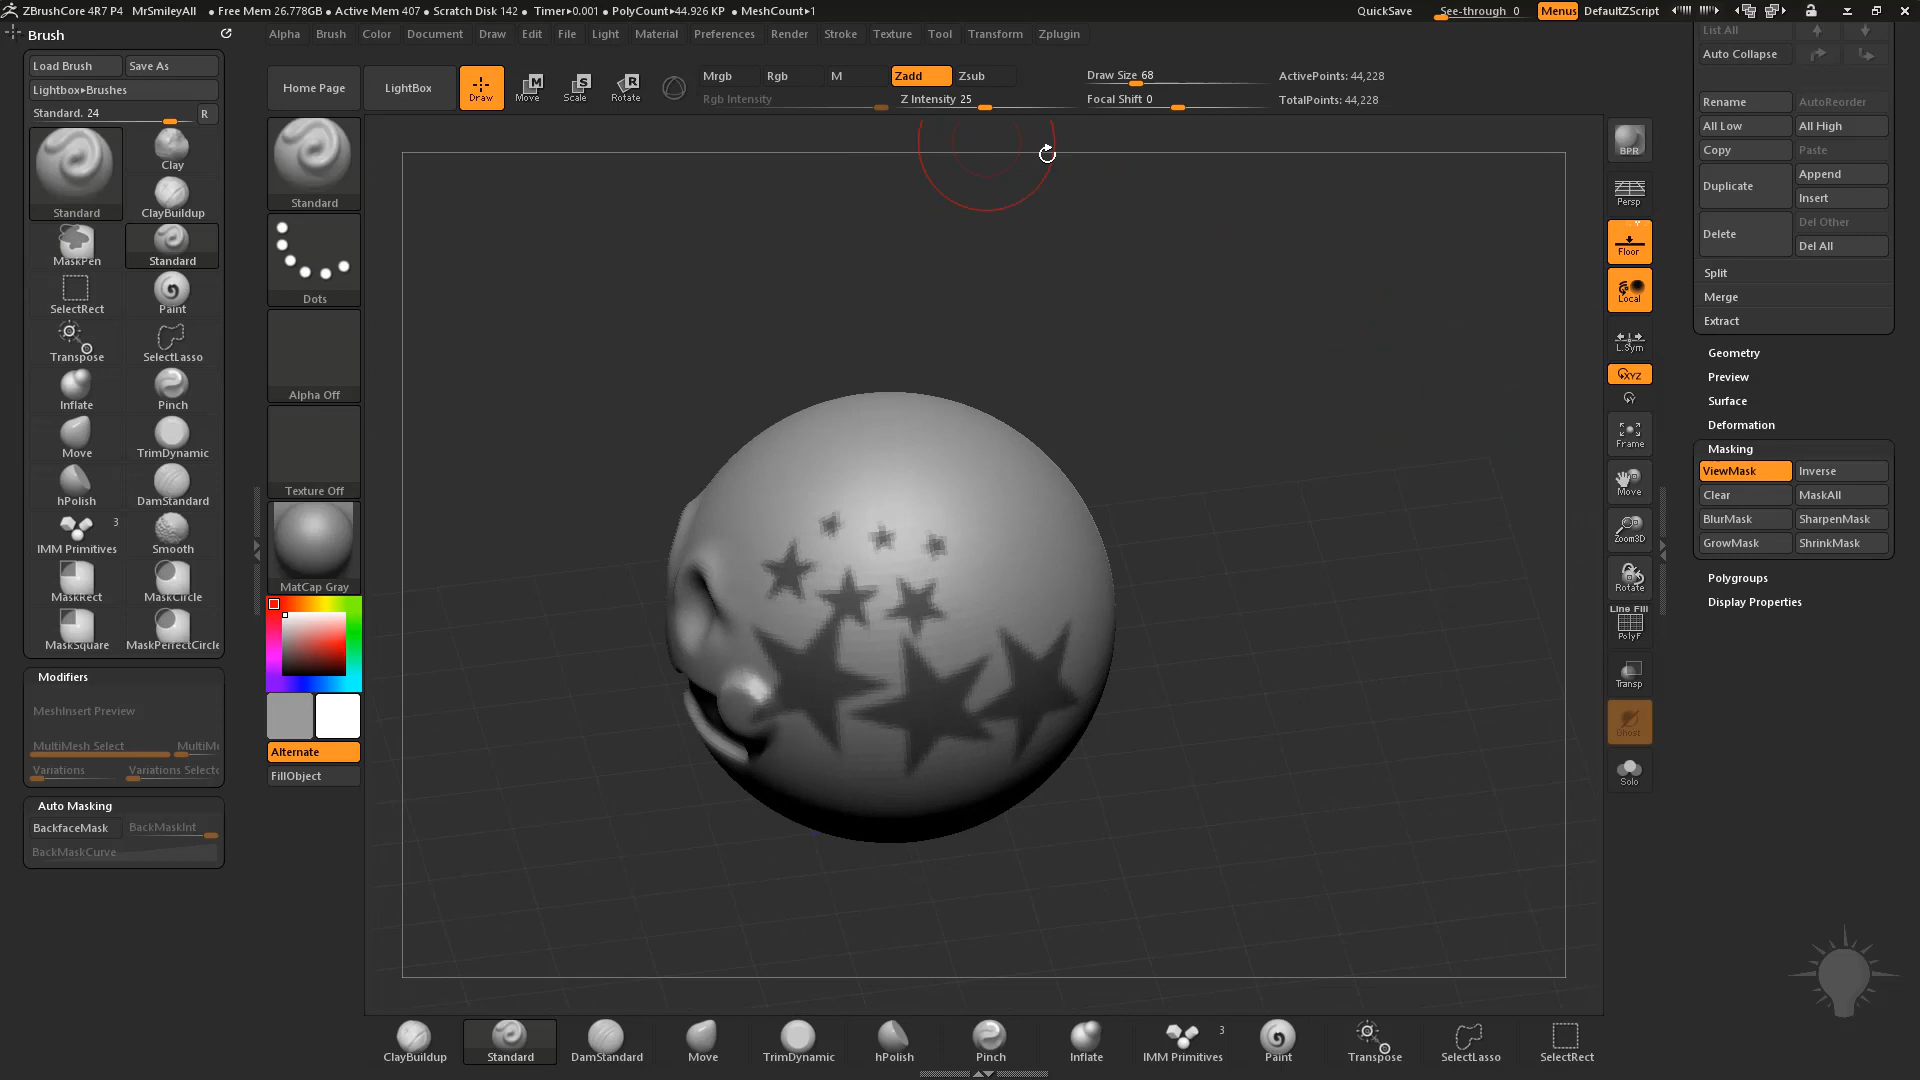 ZBrushCore 4R7 P4 MrSmileyAll • Free Mem 26.778GB • Active Mem 407 • Scratch Disk 142 • Timer▸0.001 • PolyCount▸44.926 KP • MeshCount▸1 QuickSave See-through 0 Menus DefaultZScript
Brush
Alpha Brush Color Document Draw Edit File Light Material Preferences Render Stroke Texture Tool Transform Zplugin
Load Brush Save As
Lightbox▸Brushes
Standard. 24 R
Standard
Clay
ClayBuildup
MaskPen Standard
SelectRect Paint
Transpose SelectLasso
Inflate Pinch
Move TrimDynamic
hPolish DamStandard
3
IMM Primitives Smooth
MaskRect MaskCircle
MaskSquare MaskPerfectCircle
Modifiers
MeshInsert Preview
MultiMesh Select MultiMe
Variations Variations Selecto
Auto Masking
BackfaceMask BackMaskInt
BackMaskCurve
Home Page LightBox Draw Move Scale Rotate
M
S
R
Mrgb Rgb M Zadd Zsub
Rgb Intensity Z Intensity 25
Draw Size 68
Focal Shift 0
ActivePoints: 44,228
TotalPoints: 44,228
Standard
Dots
Alpha Off
Texture Off
MatCap Gray
Alternate
FillObject
BPR
Persp
Floor
Local
L.Sym
XYZ
Y
Frame
Move
Zoom3D
Rotate
Line Fill
PolyF
Transp
Ghost
Solo
List All
Auto Collapse
Rename AutoReorder
All Low All High
Copy Paste
Duplicate
Append
Insert
Delete
Del Other
Del All
Split
Merge
Extract
Geometry
Preview
Surface
Deformation
Masking
ViewMask Inverse
Clear MaskAll
BlurMask SharpenMask
GrowMask ShrinkMask
Polygroups
Display Properties
3
ClayBuildup Standard DamStandard Move TrimDynamic hPolish Pinch Inflate IMM Primitives Paint Transpose SelectLasso SelectRect